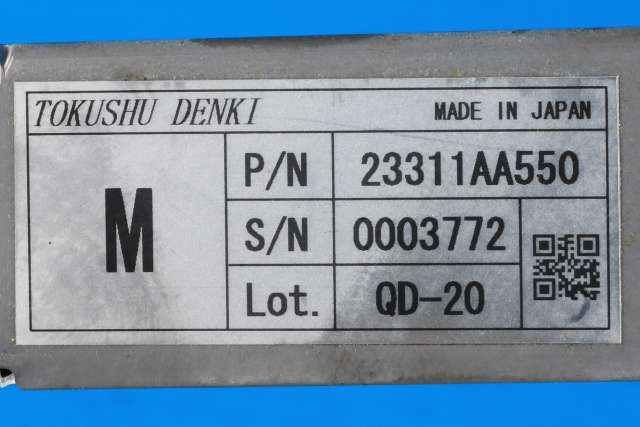 TOKUSHU DENKI MADE IN JAPAN
M
P/N 23311AA550
S/N 0003772
Lot. QD-20